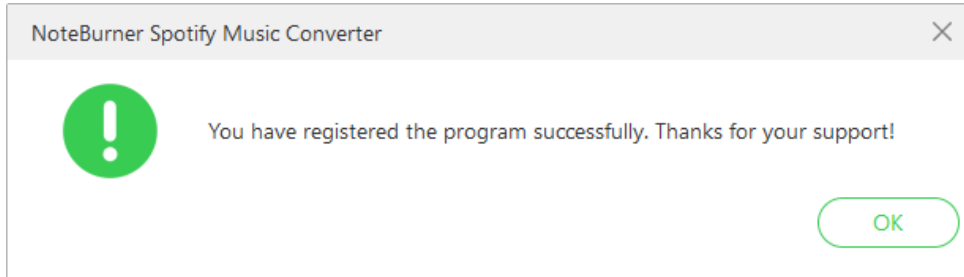 NoteBurner Spotify Music Converter
You have registered the program successfully. Thanks for your support!
OK